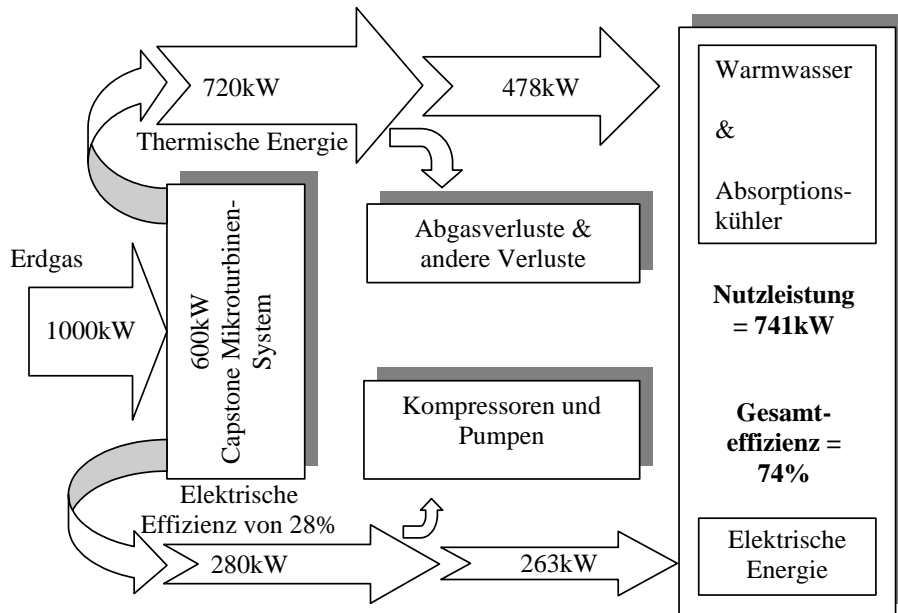 720kW
478kW
Thermische Energie
Warmwasser
&
Absorptions-
kühler
Abgasverluste &
andere Verluste
Erdgas
1000kW
600kW
Capstone Mikroturbinen-
System
Nutzleistung
= 741kW
Kompressoren und
Pumpen
Gesamt-
effizienz =
74%
Elektrische
Effizienz von 28%
280kW
263kW
Elektrische
Energie